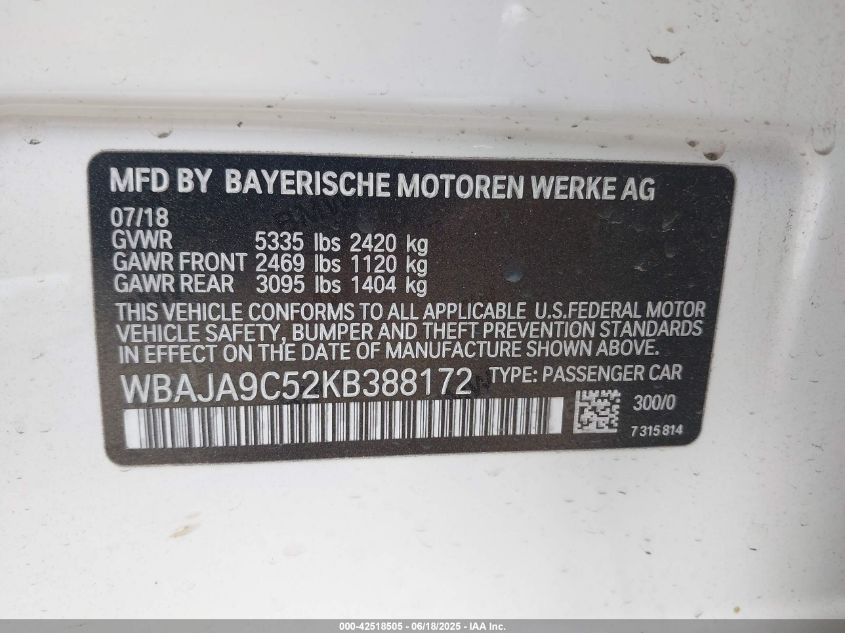 MFD BY BAYERISCHE MOTOREN WERKE AG
07/18
GVWR 5335 lbs 2420 kg
GAWR FRONT 2469 lbs 1120 kg
GAWR REAR 3095 lbs 1404 kg
THIS VEHICLE CONFORMS TO ALL APPLICABLE U.S.FEDERAL MOTOR
VEHICLE SAFETY, BUMPER AND THEFT PREVENTION STANDARDS
IN EFFECT ON THE DATE OF MANUFACTURE SHOWN ABOVE.
WBAJA9C52KB388172 TYPE: PASSENGER CAR
300/0
7315814
000-42518505 - 06/18/2025 - IAA Inc.